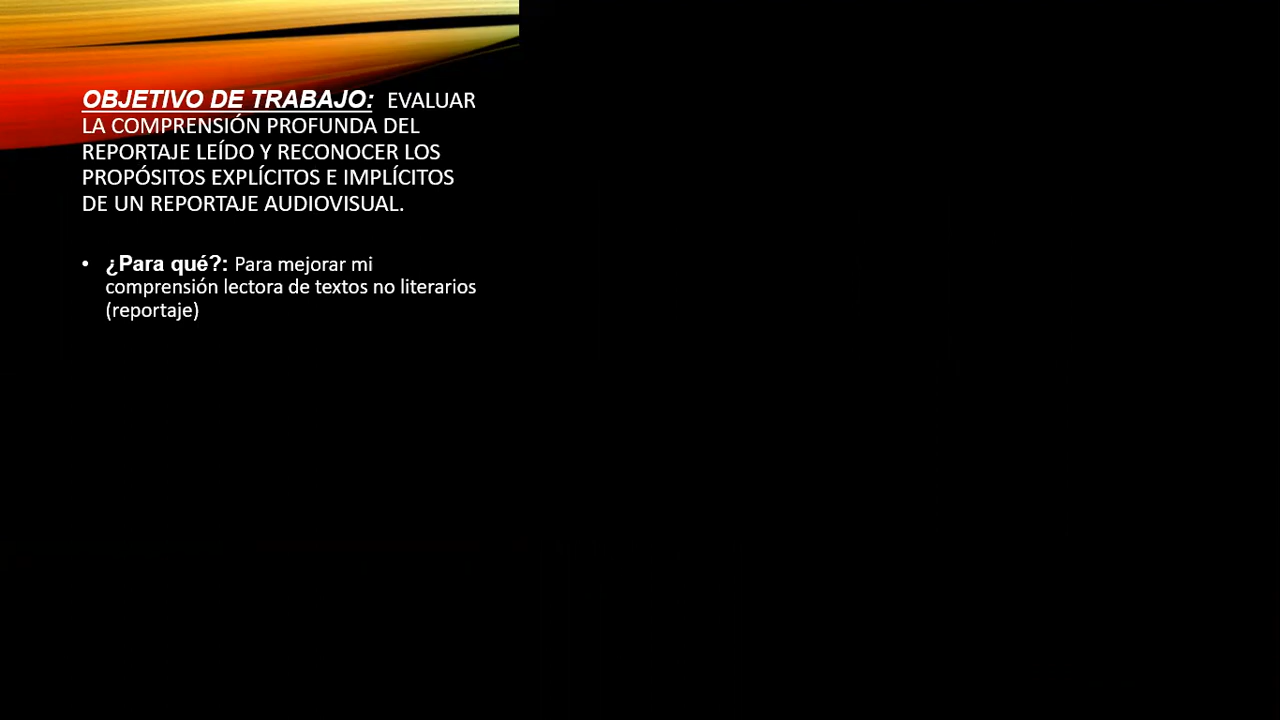 OBJETIVO DE TRABAJO: EVALUAR
LA COMPRENSIÓN PROFUNDA DEL
REPORTAJE LEÍDO Y RECONOCER LOS
PROPÓSITOS EXPLÍCITOS E IMPLÍCITOS
DE UN REPORTAJE AUDIOVISUAL.
• ¿Para qué?: Para mejorar mi
comprensión lectora de textos no literarios
(reportaje)